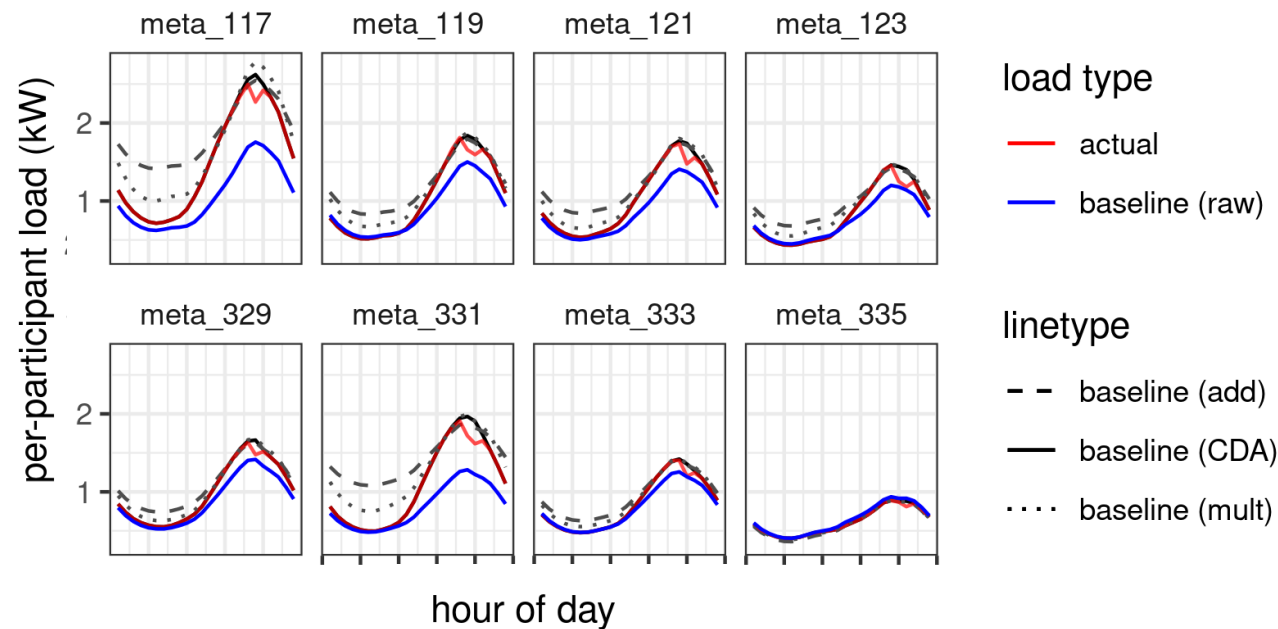 meta_117 meta_119 meta_121 meta_123
per-participant load (kW)
2
1
meta_329 meta_331 meta_333 meta_335
2
1
hour of day
load type
actual
baseline (raw)
linetype
baseline (add)
baseline (CDA)
baseline (mult)